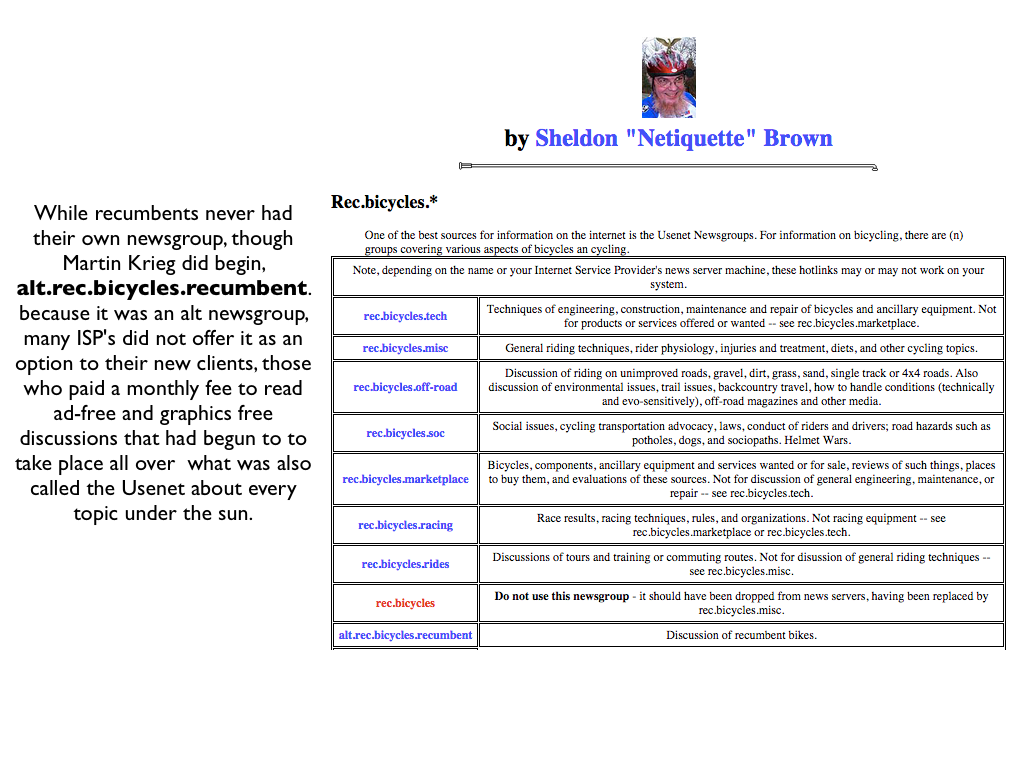 by Sheldon "Netiquette" Brown
Rec.bicycles.*
While recumbents never had
their own newsgroup, though
Martin Krieg did begin,
alt.rec.bicycles.recumbent.
because it was an alt newsgroup,
many ISP's did not offer it as an
option to their new clients, those
who paid a monthly fee to read
ad-free and graphics free
discussions that had begun to to
take place all over what was also
called the Usenet about every
topic under the sun.
One of the best sources for information on the internet is the Usenet Newsgroups. For information on bicycling, there are (n)
groups covering various aspects of bicycles an cycling.
Note, depending on the name or your Internet Service Provider's news server machine, these hotlinks may or may not work on your
system.
rec.bicycles.tech
Techniques of engineering, construction, maintenance and repair of bicycles and ancillary equipment. Not
for products or services offered or wanted -- see rec.bicycles.marketplace.
rec.bicycles.misc
General riding techniques, rider physiology, injuries and treatment, diets, and other cycling topics.
rec.bicycles.off-road
Discussion of riding on unimproved roads, gravel, dirt, grass, sand, single track or 4x4 roads. Also
discussion of environmental issues, trail issues, backcountry travel, how to handle conditions (technically
and evo-sensitively), off-road magazines and other media.
rec.bicycles.soc
Social issues, cycling transportation advocacy, laws, conduct of riders and drivers; road hazards such as
potholes, dogs, and sociopaths. Helmet Wars.
rec.bicycles.marketplace
Bicycles, components, ancillary equipment and services wanted or for sale, reviews of such things, places
to buy them, and evaluations of these sources. Not for discussion of general engineering, maintenance, or
repair -- see rec.bicycles.tech.
rec.bicycles.racing
Race results, racing techniques, rules, and organizations. Not racing equipment -- see
rec.bicycles.marketplace or rec.bicycles.tech.
rec.bicycles.rides
Discussions of tours and training or commuting routes. Not for disussion of general riding techniques --
see rec.bicycles.misc.
rec.bicycles
Do not use this newsgroup - it should have been dropped from news servers, having been replaced by
rec.bicycles.misc.
alt.rec.bicycles.recumbent
Discussion of recumbent bikes.